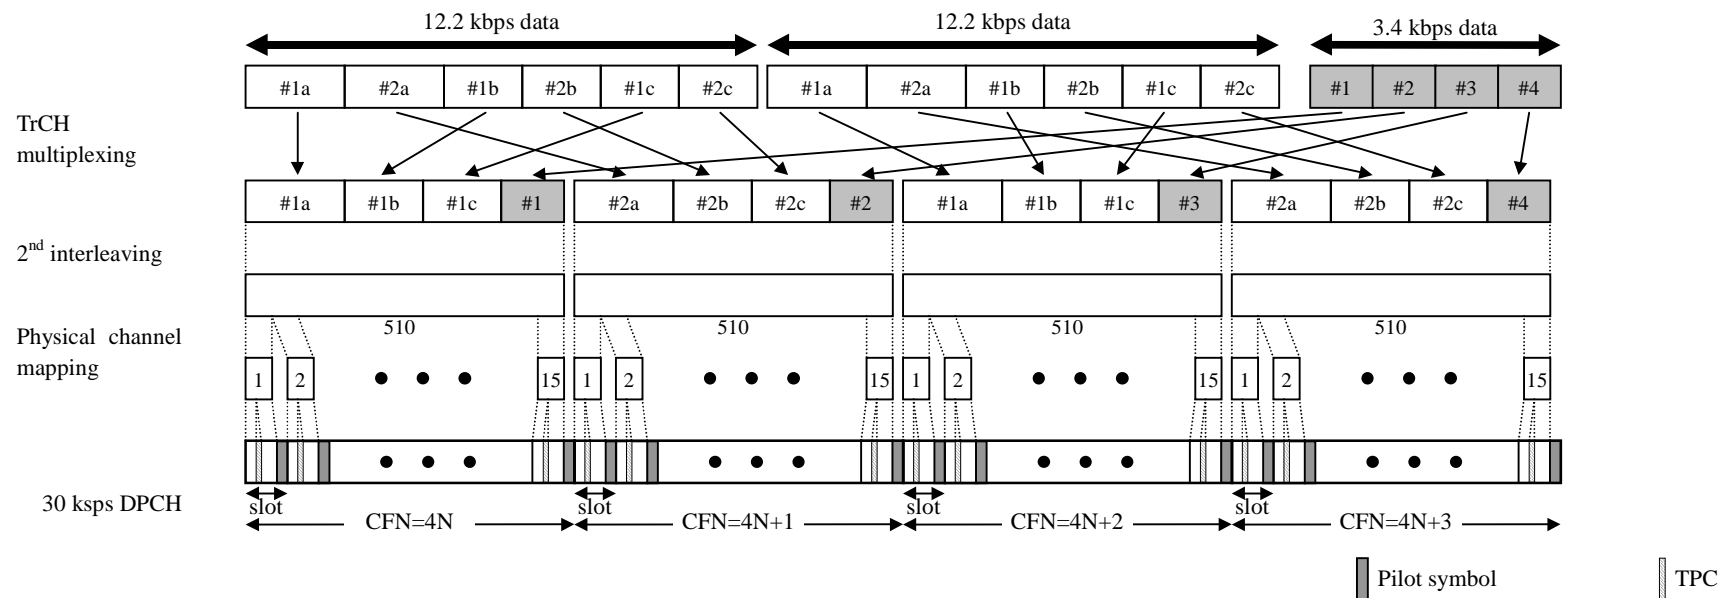 12.2 kbps data 12.2 kbps data 3.4 kbps data
#1a #2a #1b #2b #1c #2c #1a #2a #1b #2b #1c #2c #1 #2 #3 #4
TrCH
multiplexing
#1a #1b #1c #1 #2a #2b #2c #2 #1a #1b #1c #3 #2a #2b #2c #4
2nd interleaving
510 510 510 510
Physical channel
mapping
1 2 15 1 2 15 1 2 15 1 2 15
30 ksps DPCH
slot slot slot slot
CFN=4N CFN=4N+1 CFN=4N+2 CFN=4N+3
Pilot symbol TPC